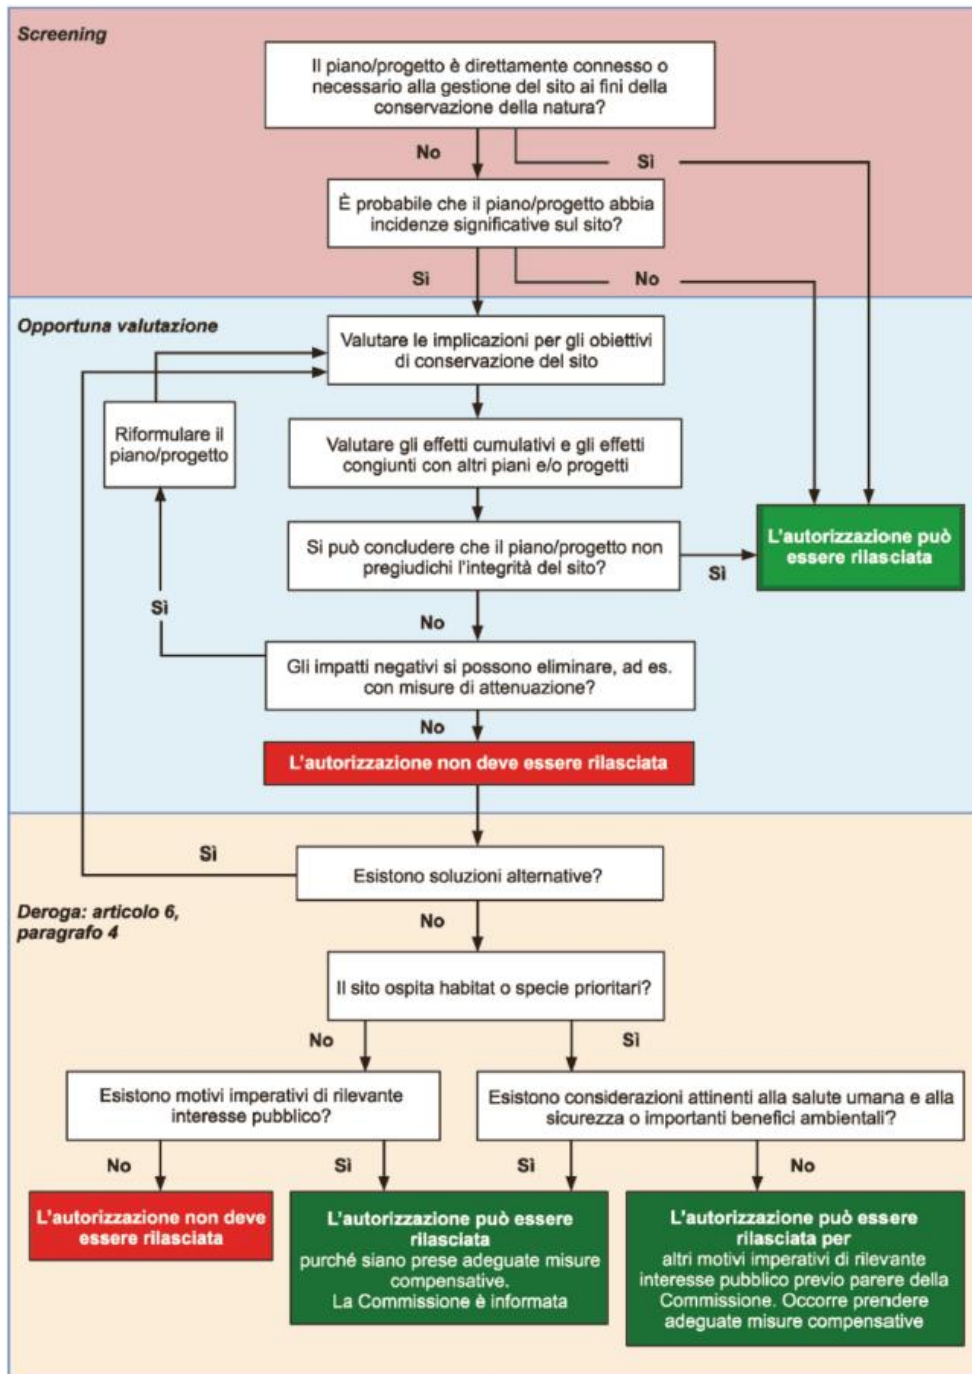 Screening
Il piano/progetto è direttamente connesso o
necessario alla gestione del sito ai fini della
conservazione della natura?
No
Sì
È probabile che il piano/progetto abbia
incidenze significative sul sito?
Sì
No
Opportuna valutazione
Valutare le implicazioni per gli obiettivi
di conservazione del sito
Riformulare il
piano/progetto
Valutare gli effetti cumulativi e gli effetti
congiunti con altri piani e/o progetti
Si può concludere che il piano/progetto non
pregiudichi l'integrità del sito?
Sì
L'autorizzazione può
essere rilasciata
Sì
No
Gli impatti negativi si possono eliminare, ad es.
con misure di attenuazione?
No
L'autorizzazione non deve essere rilasciata
Sì
Esistono soluzioni alternative?
Deroga: articolo 6,
paragrafo 4
No
Il sito ospita habitat o specie prioritari?
No
Sì
Esistono motivi imperativi di rilevante
interesse pubblico?
Esistono considerazioni attinenti alla salute umana e alla
sicurezza o importanti benefici ambientali?
No
Sì
Sì
No
L'autorizzazione non deve
essere rilasciata
L'autorizzazione può essere
rilasciata
purché siano prese adeguate misure
compensative.
La Commissione è informata
L'autorizzazione può essere
rilasciata per
altri motivi imperativi di rilevante
interesse pubblico previo parere della
Commissione. Occorre prendere
adeguate misure compensative